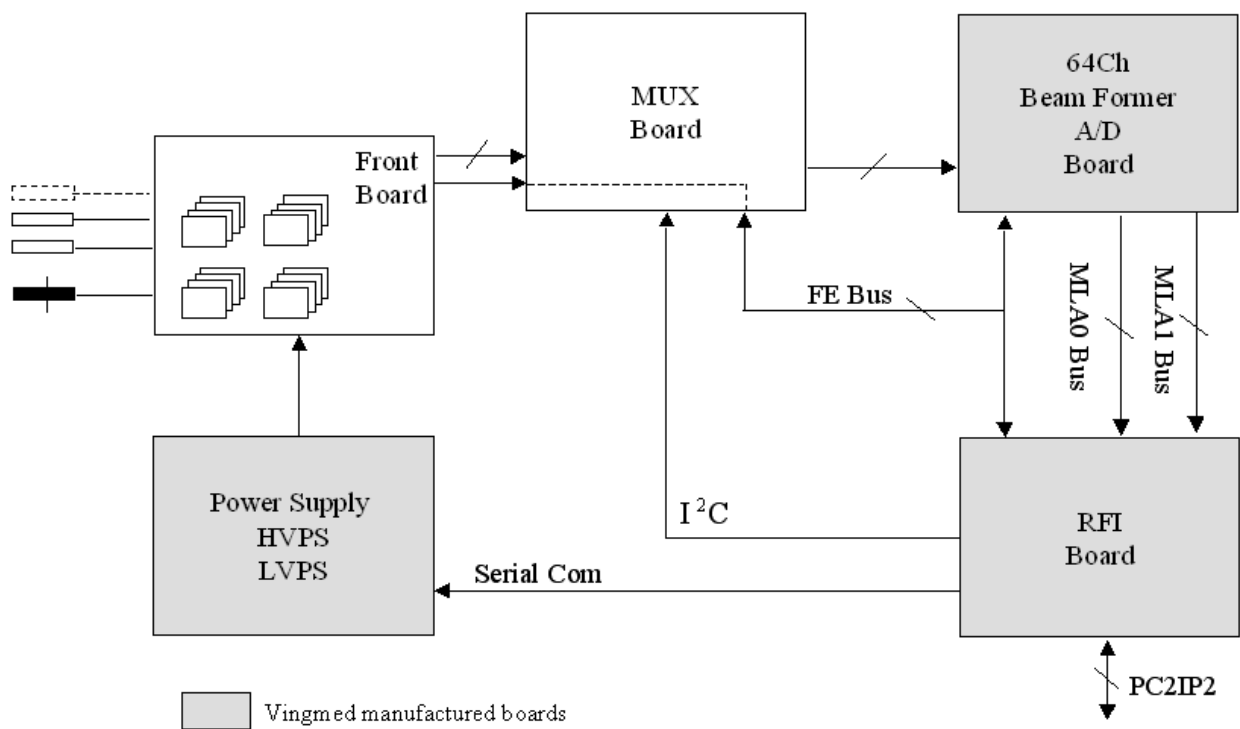 MUX
Board
64Ch
Beam Former
A/D
Board
Front
Board
FE Bus
MLA0 Bus
MLA1 Bus
Power Supply
HVPS
LVPS
I²C
Serial Com
RFI
Board
PC2IP2
Vingmed manufactured boards